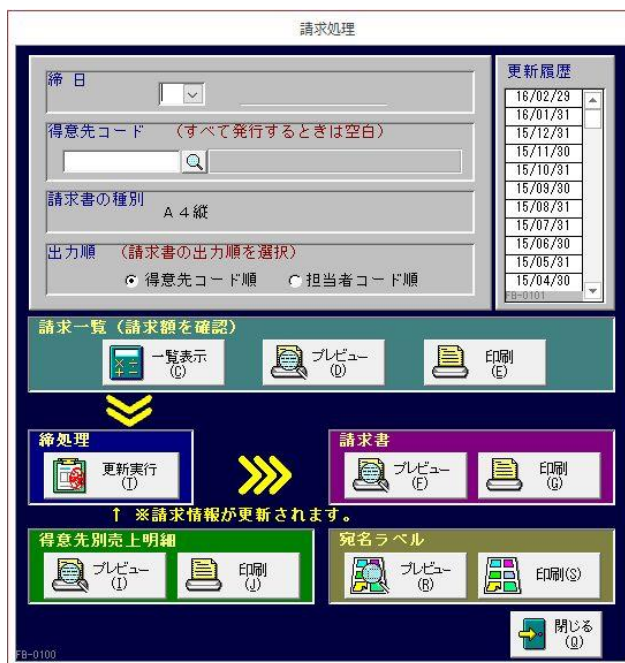 請求処理
締 日
得意先コード (すべて発行するときは空白)
請求書の種別
A4縦
出力順 (請求書の出力順を選択)
得意先コード順 担当者コード順
更新履歴
16/02/29
16/01/31
15/12/31
15/11/30
15/10/31
15/09/30
15/08/31
15/07/31
15/06/30
15/05/31
15/04/30
FB-0101
請求一覧(請求額を確認)
一覧表示
(C)
プレビュー
(D)
印刷
(E)
締処理
更新実行
(T)
請求書
プレビュー
(F)
印刷
(G)
↑ ※請求情報が更新されます。
得意先別売上明細
プレビュー
(I)
印刷
(J)
宛名ラベル
プレビュー
(R)
印刷(S)
閉じる
(Q)
FB-0100